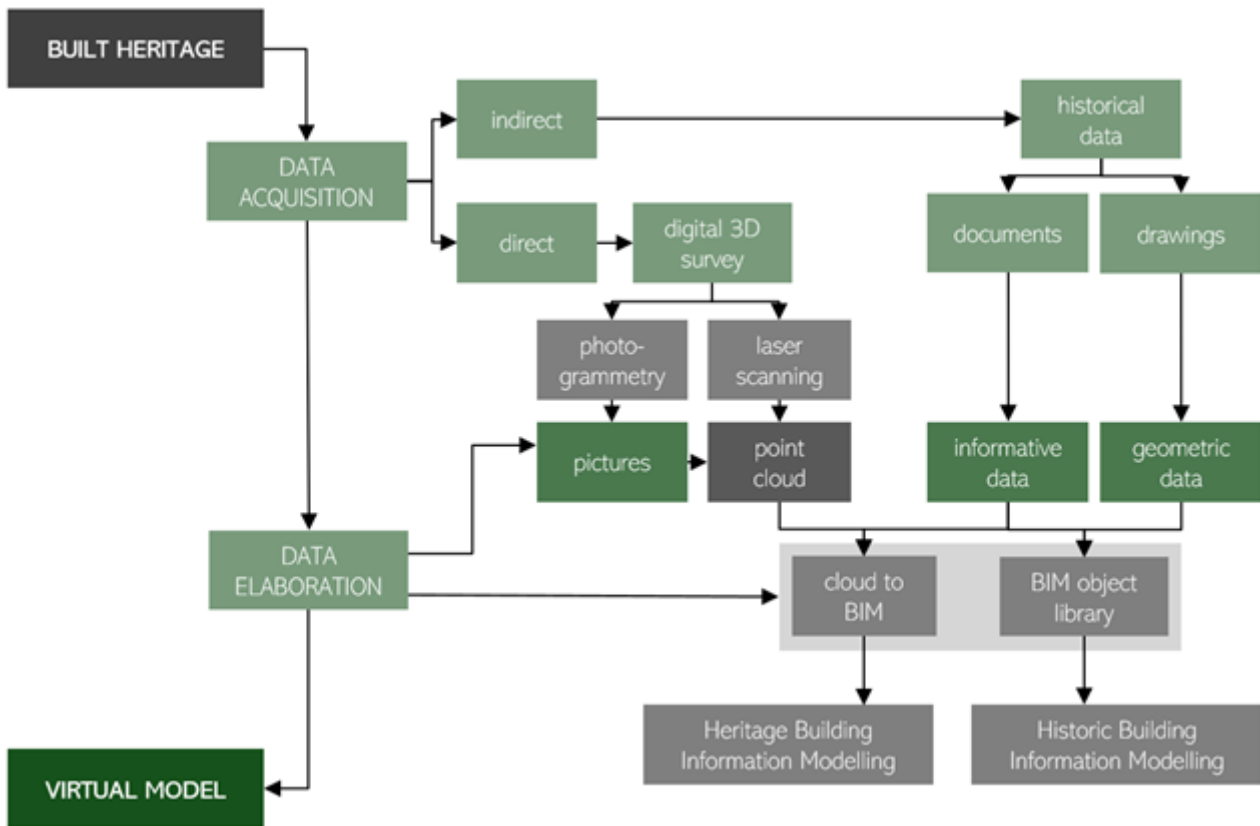 BUILT HERITAGE
indirect
historical
data
DATA
ACQUISITION
direct
digital 3D
survey
documents
drawings
photo-
grammetry
laser
scanning
pictures
point
cloud
informative
data
geometric
data
DATA
ELABORATION
cloud to
BIM
BIM object
library
Heritage Building
Information Modelling
Historic Building
Information Modelling
VIRTUAL MODEL